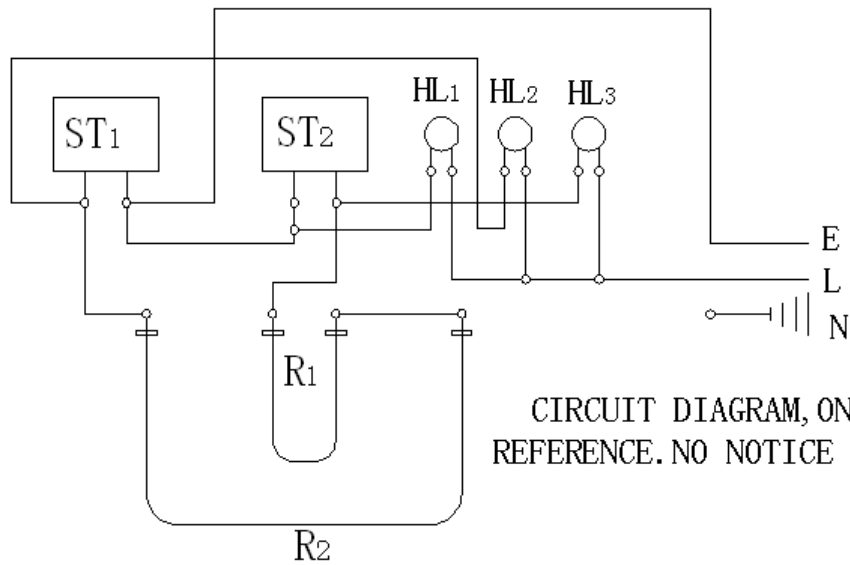 HL1 HL2 HL3
ST1 ST2
E
L
N
R1
CIRCUIT DIAGRAM, ON
REFERENCE. NO NOTICE
R2